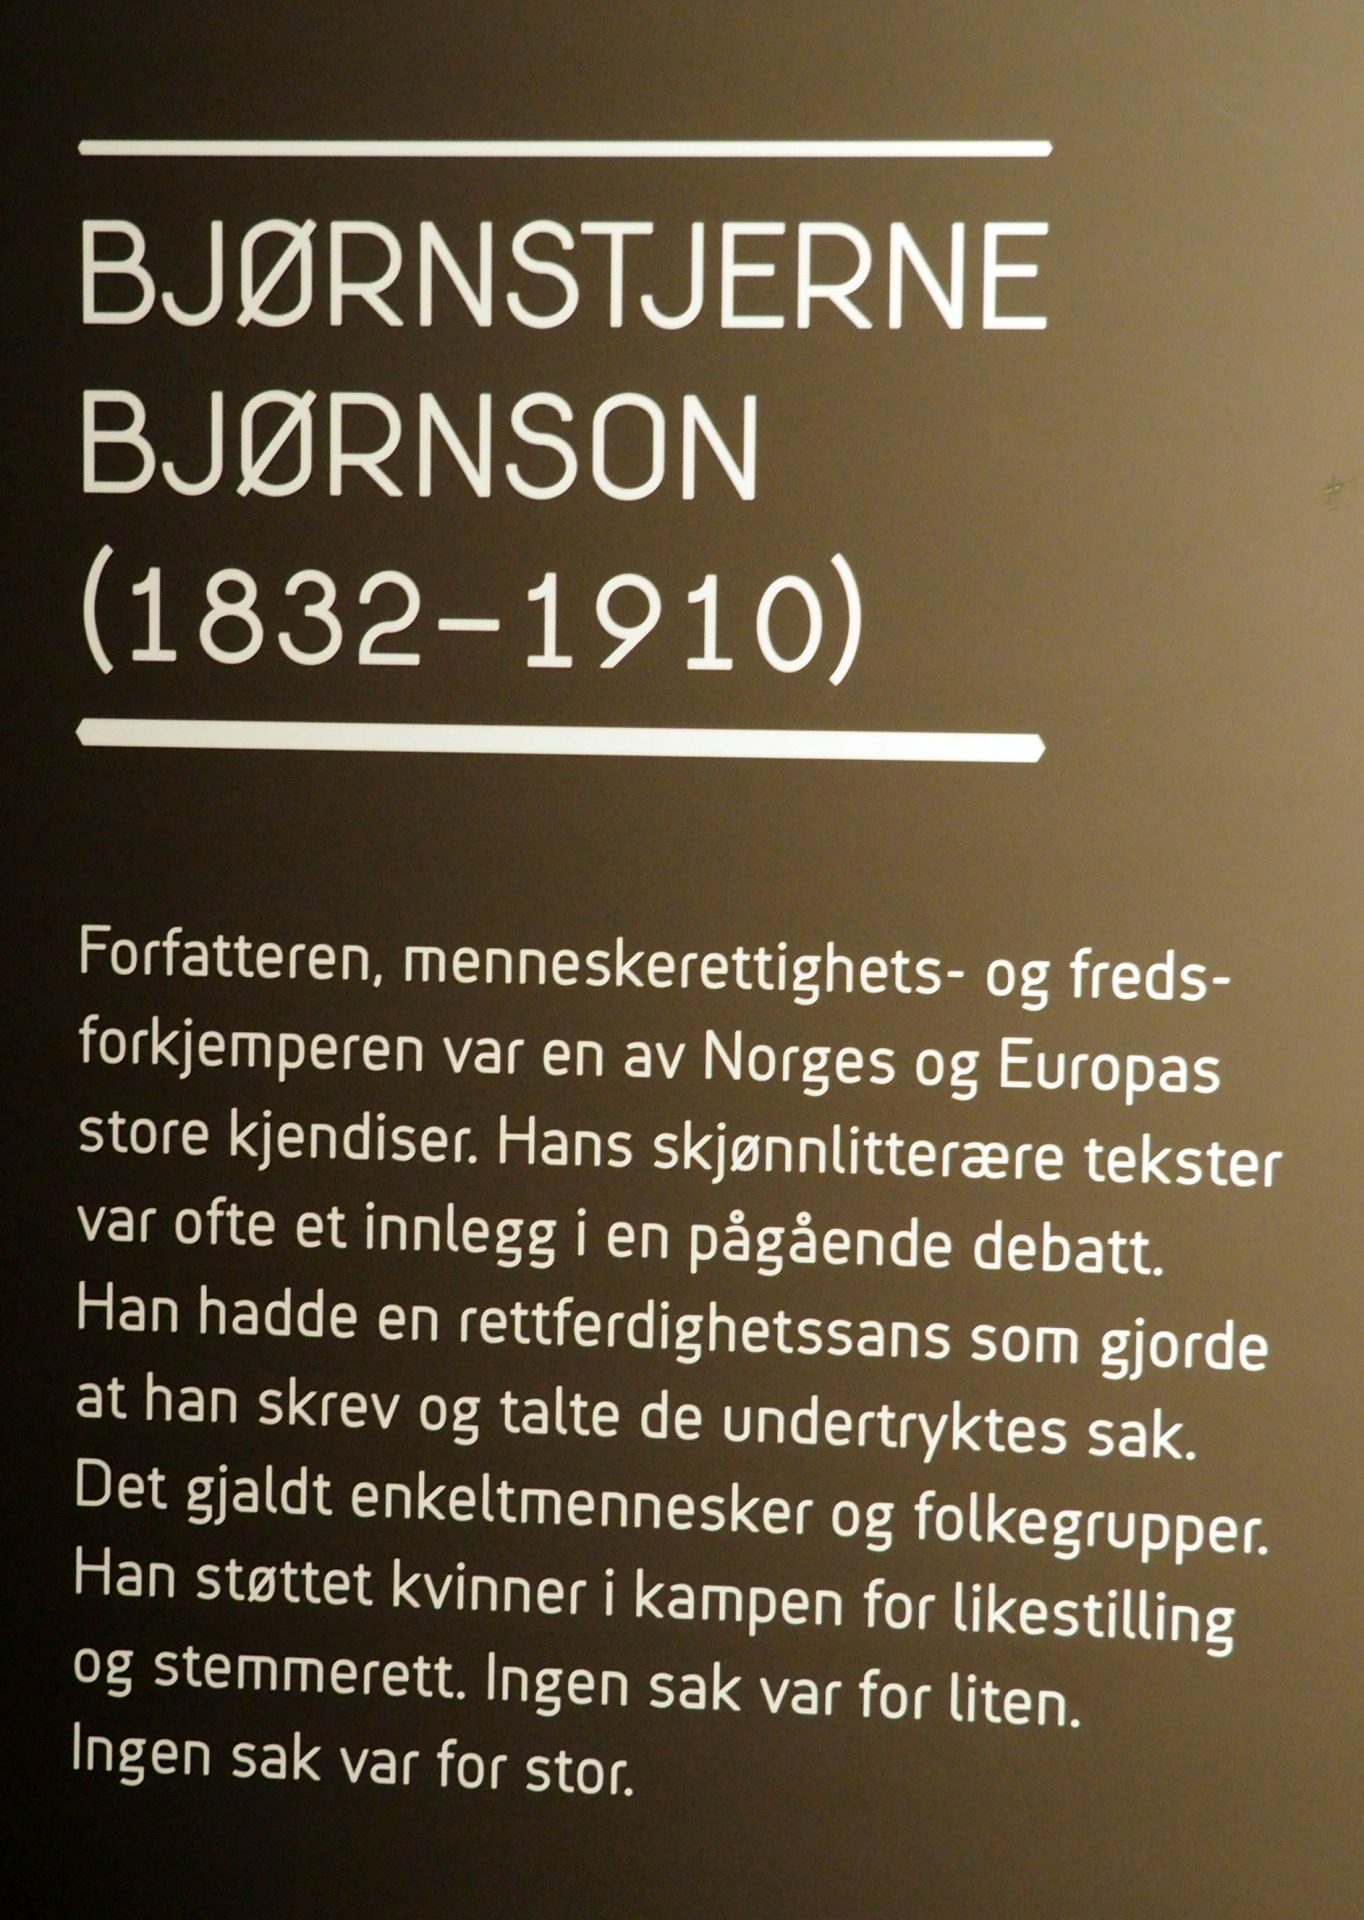 BJØRNSTJERNE
BJØRNSON
(1832–1910)
Forfatteren, menneskerettighets- og freds-
forkjemperen var en av Norges og Europas
store kjendiser. Hans skjønnlitterære tekster
var ofte et innlegg i en pågående debatt.
Han hadde en rettferdighetssans som gjorde
at han skrev og talte de undertryktes sak.
Det gjaldt enkeltmennesker og folkegrupper.
Han støttet kvinner i kampen for likestilling
og stemmerett. Ingen sak var for liten.
Ingen sak var for stor.